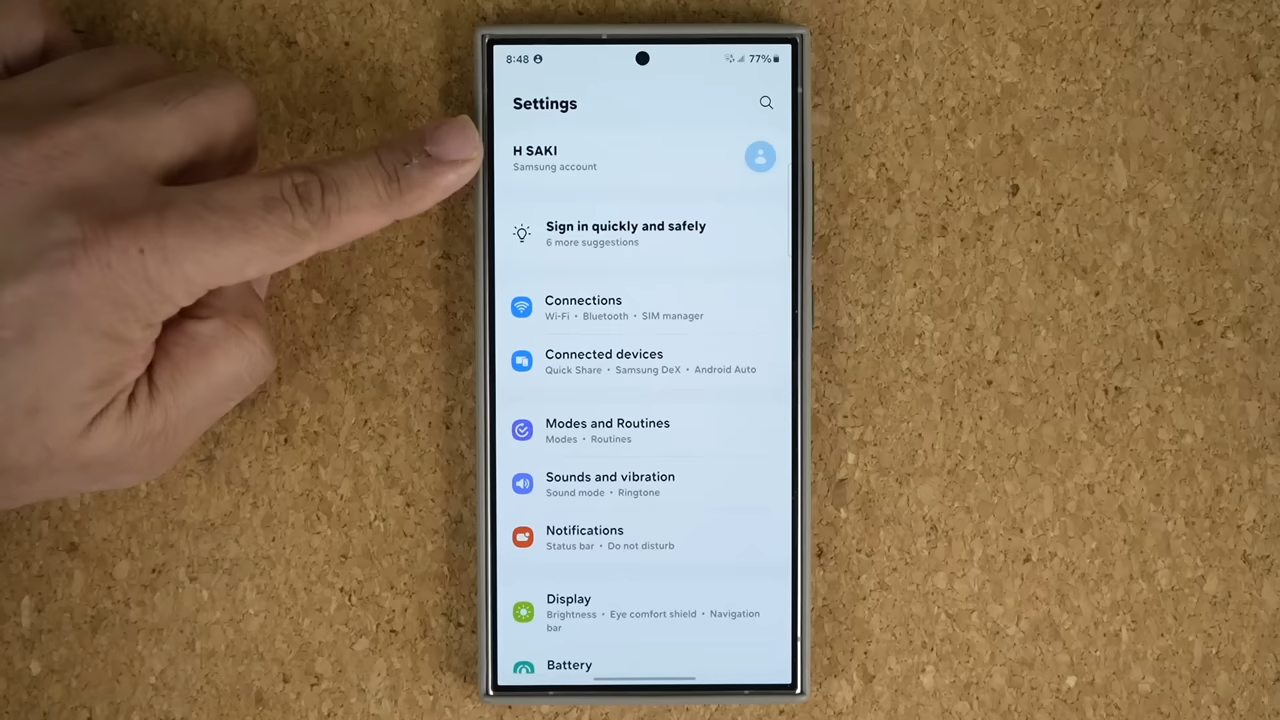 8:48 77%
Settings
H SAKI
Samsung account
Sign in quickly and safely
6 more suggestions
Connections
Wi-Fi • Bluetooth • SIM manager
Connected devices
Quick Share • Samsung DeX • Android Auto
Modes and Routines
Modes • Routines
Sounds and vibration
Sound mode • Ringtone
Notifications
Status bar • Do not disturb
Display
Brightness • Eye comfort shield • Navigation
bar
Battery